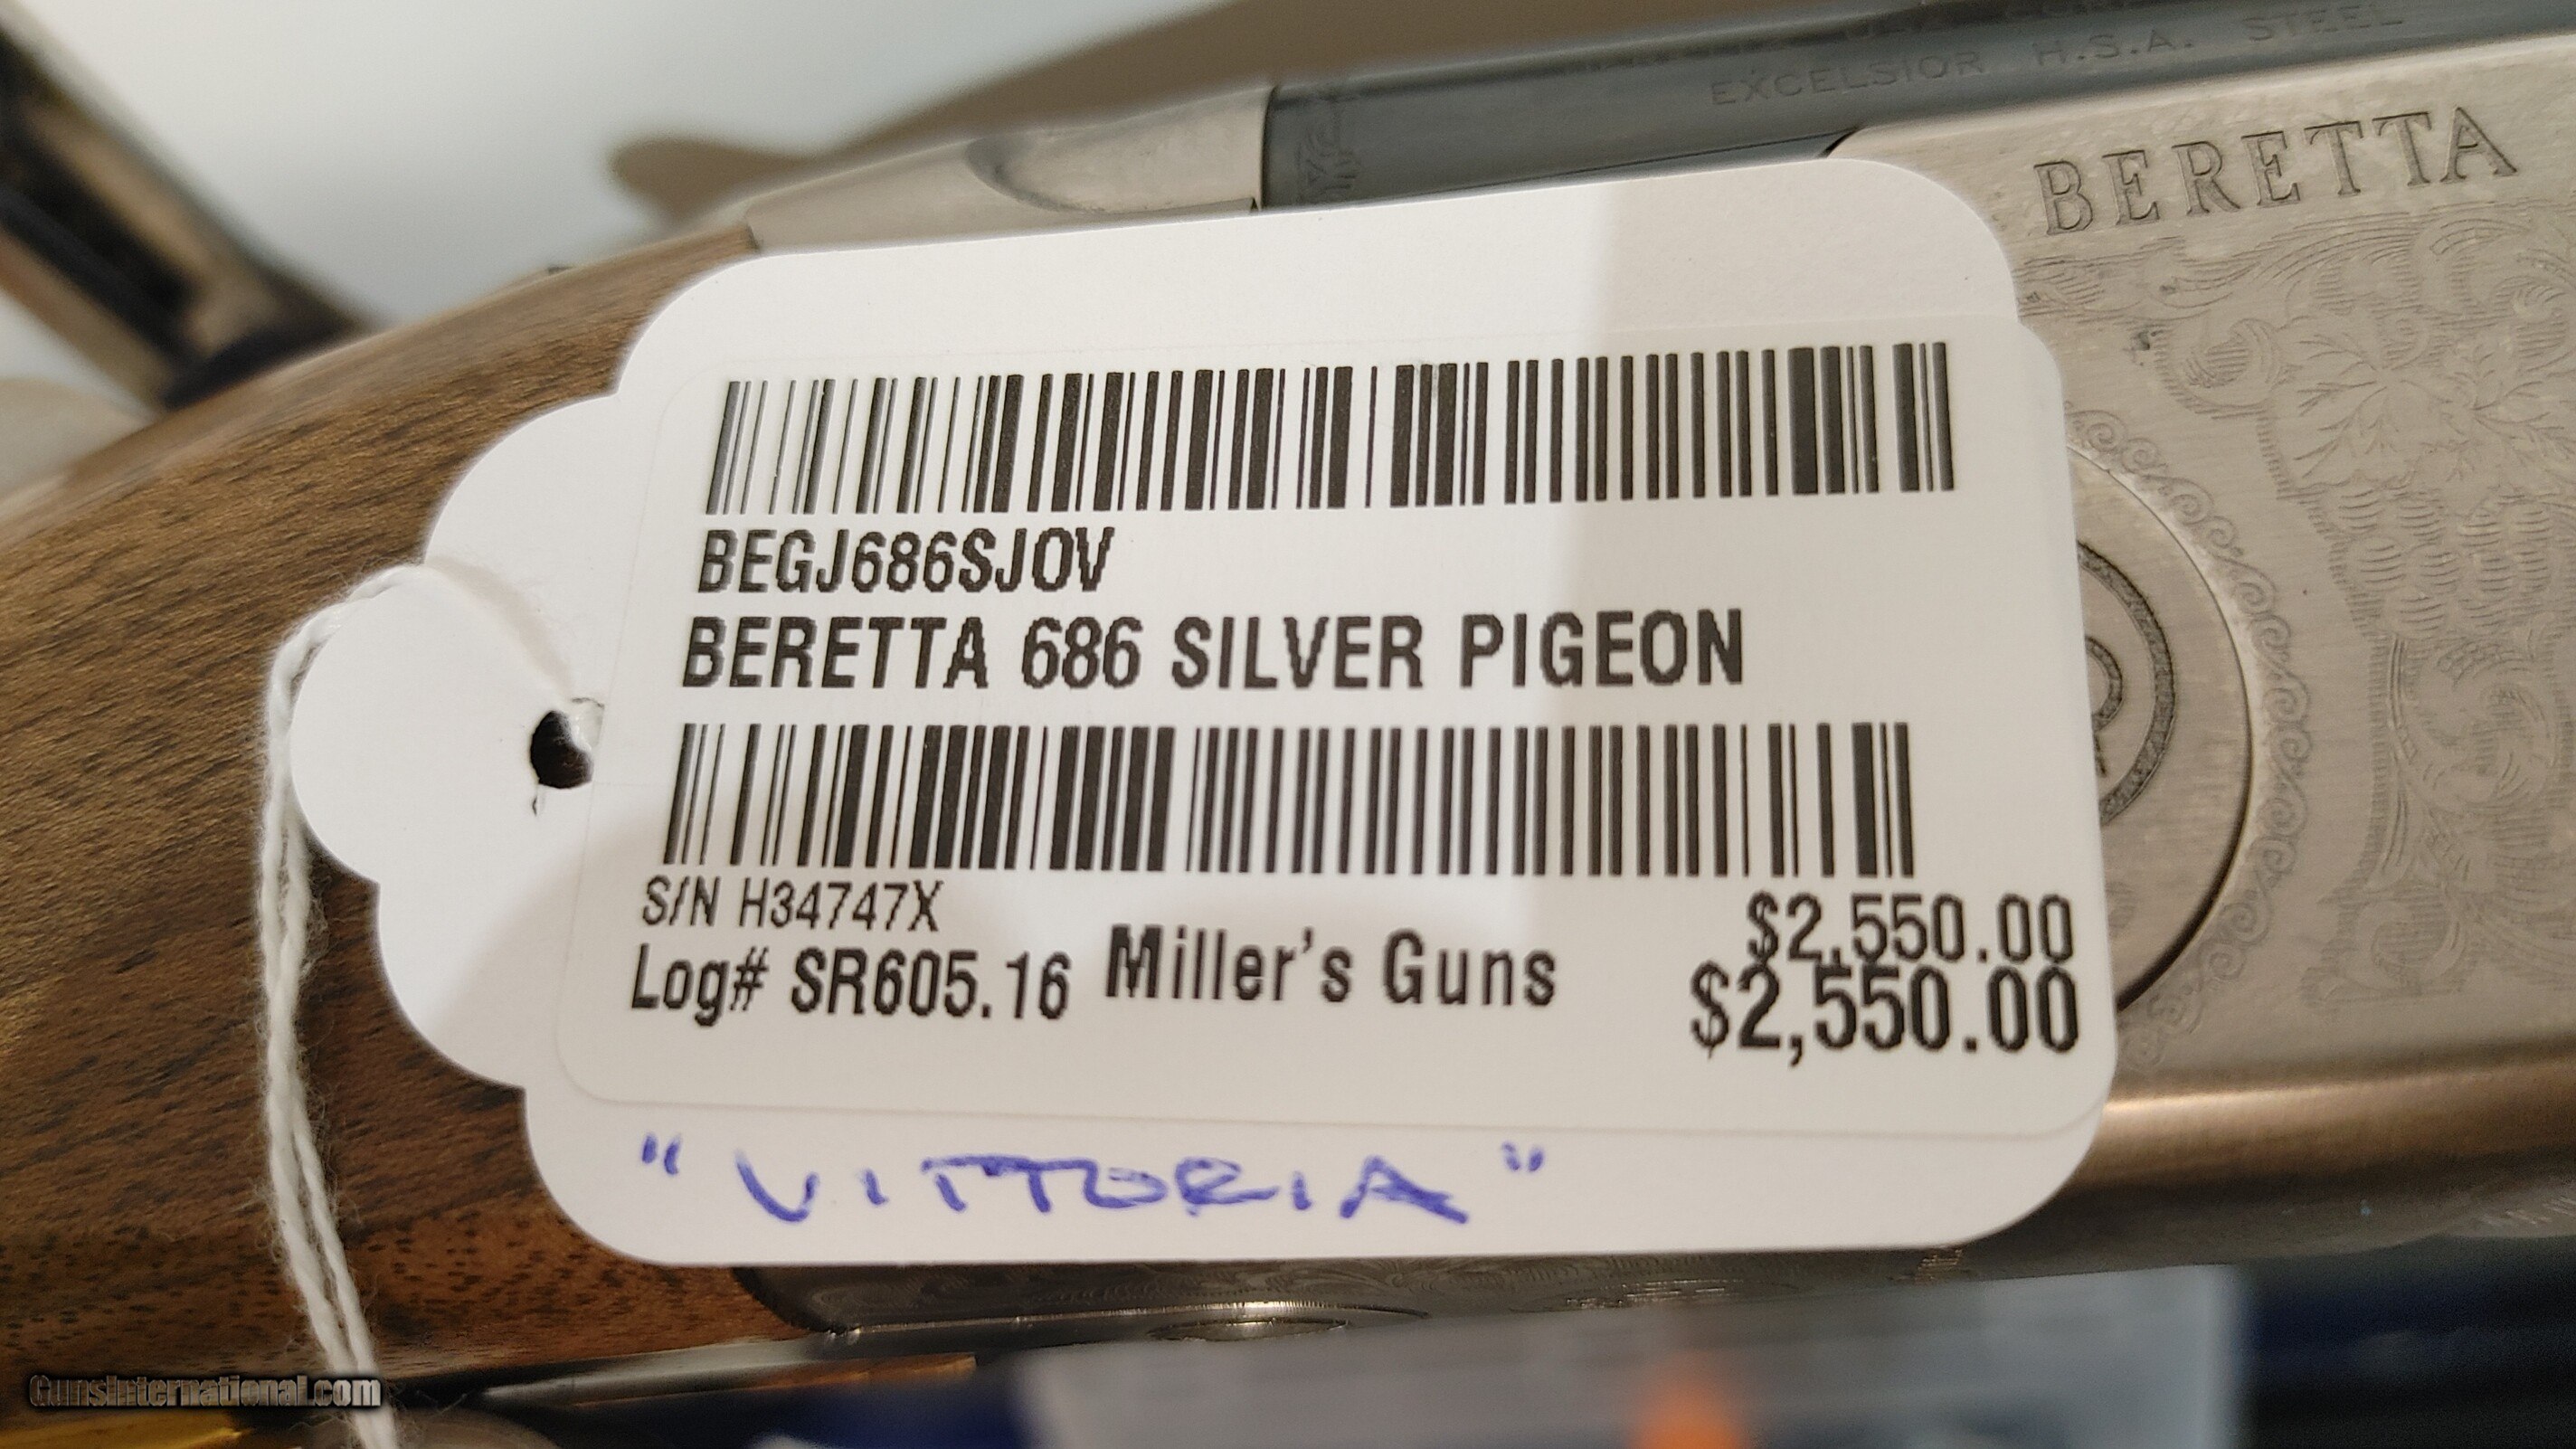 EXCELSIOR H.S.A. STEEL
BERETTA
BEGJ686SJOV
BERETTA 686 SILVER PIGEON
S/N H34747X
$2,550.00
Log# SR605.16 Miller's Guns
$2,550.00
"VITTORIA"
GunsInternational.com